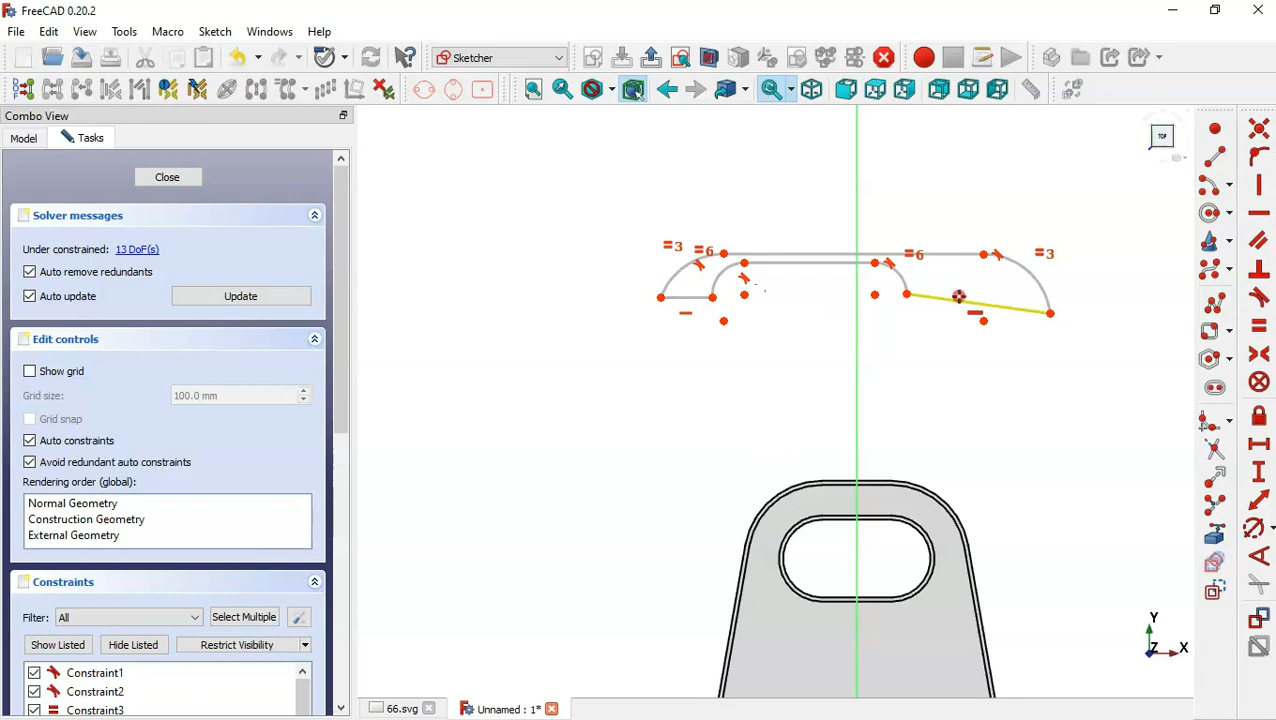 FreeCAD 0.20.2
File Edit View Tools Macro Sketch Windows Help
Sketcher
Combo View
Model Tasks
Close
Solver messages
Under constrained: 13 DoF(s)
Auto remove redundants
Auto update Update
Edit controls
Show grid
Grid size: 100.0 mm
Grid snap
Auto constraints
Avoid redundant auto constraints
Rendering order (global):
Normal Geometry
Construction Geometry
External Geometry
Constraints
Filter: All Select Multiple
Show Listed Hide Listed Restrict Visibility
Constraint1
Constraint2
Constraint3
TOP
3 6 6 3
Y
Z X
66.svg Unnamed : 1*